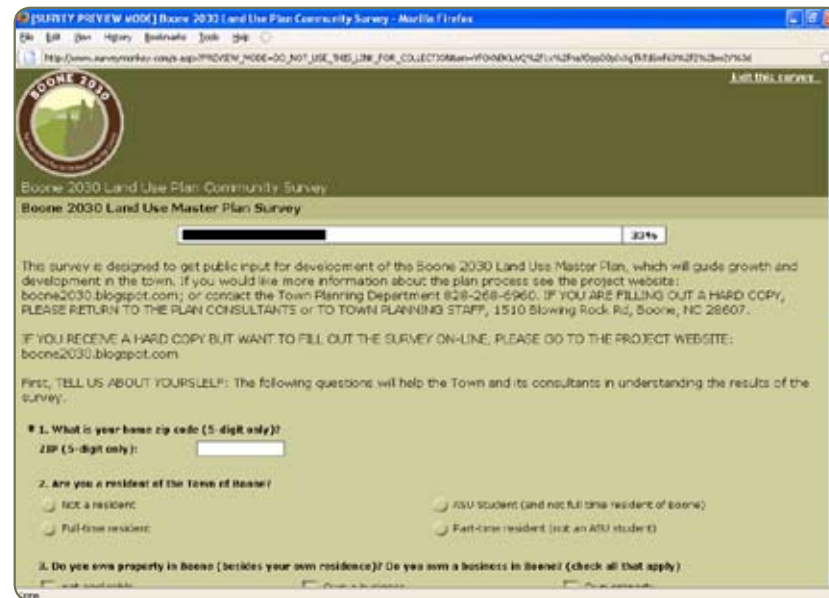 [SURVEY PREVIEW MODE] Boone 2030 Land Use Plan Community Survey - Mozilla Firefox
File Edit View History Bookmarks Tools Help
Exit this survey
BOONE 2030
Boone 2030 Land Use Plan Community Survey
Boone 2030 Land Use Master Plan Survey
33%
This survey is designed to get public input for development of the Boone 2030 Land Use Master Plan, which will guide growth and
development in the town. If you would like more information about the plan process see the project website:
boone2030.blogspot.com; or contact the Town Planning Department 828-268-6960. IF YOU ARE FILLING OUT A HARD COPY,
PLEASE RETURN TO THE PLAN CONSULTANTS or TO TOWN PLANNING STAFF, 1510 Blowing Rock Rd, Boone, NC 28607.
IF YOU RECEIVE A HARD COPY BUT WANT TO FILL OUT THE SURVEY ON-LINE, PLEASE GO TO THE PROJECT WEBSITE:
boone2030.blogspot.com
First, TELL US ABOUT YOURSLELF: The following questions will help the Town and its consultants in understanding the results of the
survey.
* 1. What is your home zip code (5-digit only)?
ZIP (5-digit only):
2. Are you a resident of the Town of Boone?
Not a resident
ASU Student (and not full time resident of Boone)
Full-time resident
Part-time resident (not an ASU student)
3. Do you own property in Boone (besides your own residence)? Do you own a business in Boone? (check all that apply)
not applicable
Own a business
Own property
Done